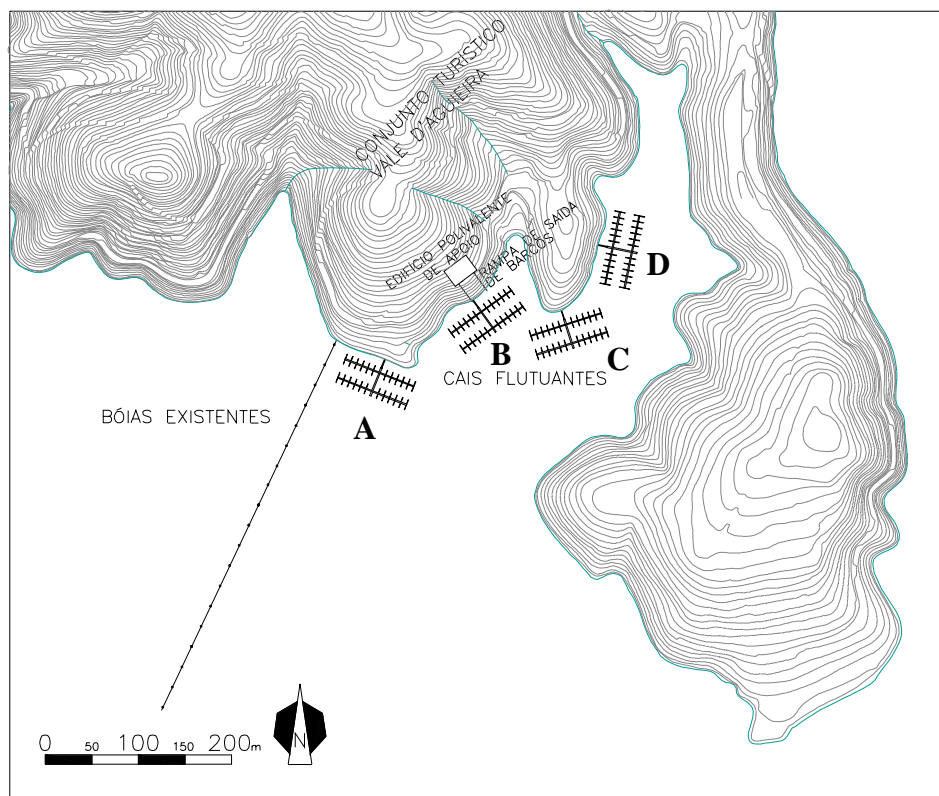 CONJUNTO TURÍSTICO
VALE D'AGUIEIRA
EDIFÍCIO POLIVALENTE
DE APOIO
RAMPA DE SAÍDA
DE BARCOS
D
B
C
CAIS FLUTUANTES
A
BÓIAS EXISTENTES
0 50 100 150 200m
N